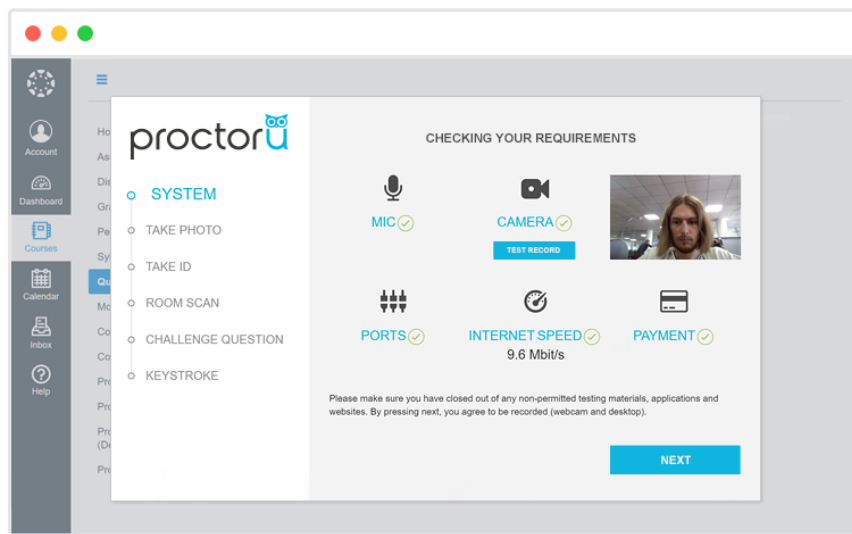 Account
Dashboard
Courses
Calendar
Inbox
Help
proctoru
SYSTEM
TAKE PHOTO
TAKE ID
ROOM SCAN
CHALLENGE QUESTION
KEYSTROKE
CHECKING YOUR REQUIREMENTS
MIC
CAMERA
TEST RECORD
PORTS
INTERNET SPEED
9.6 Mbit/s
PAYMENT
Please make sure you have closed out of any non-permitted testing materials, applications and
websites. By pressing next, you agree to be recorded (webcam and desktop).
NEXT